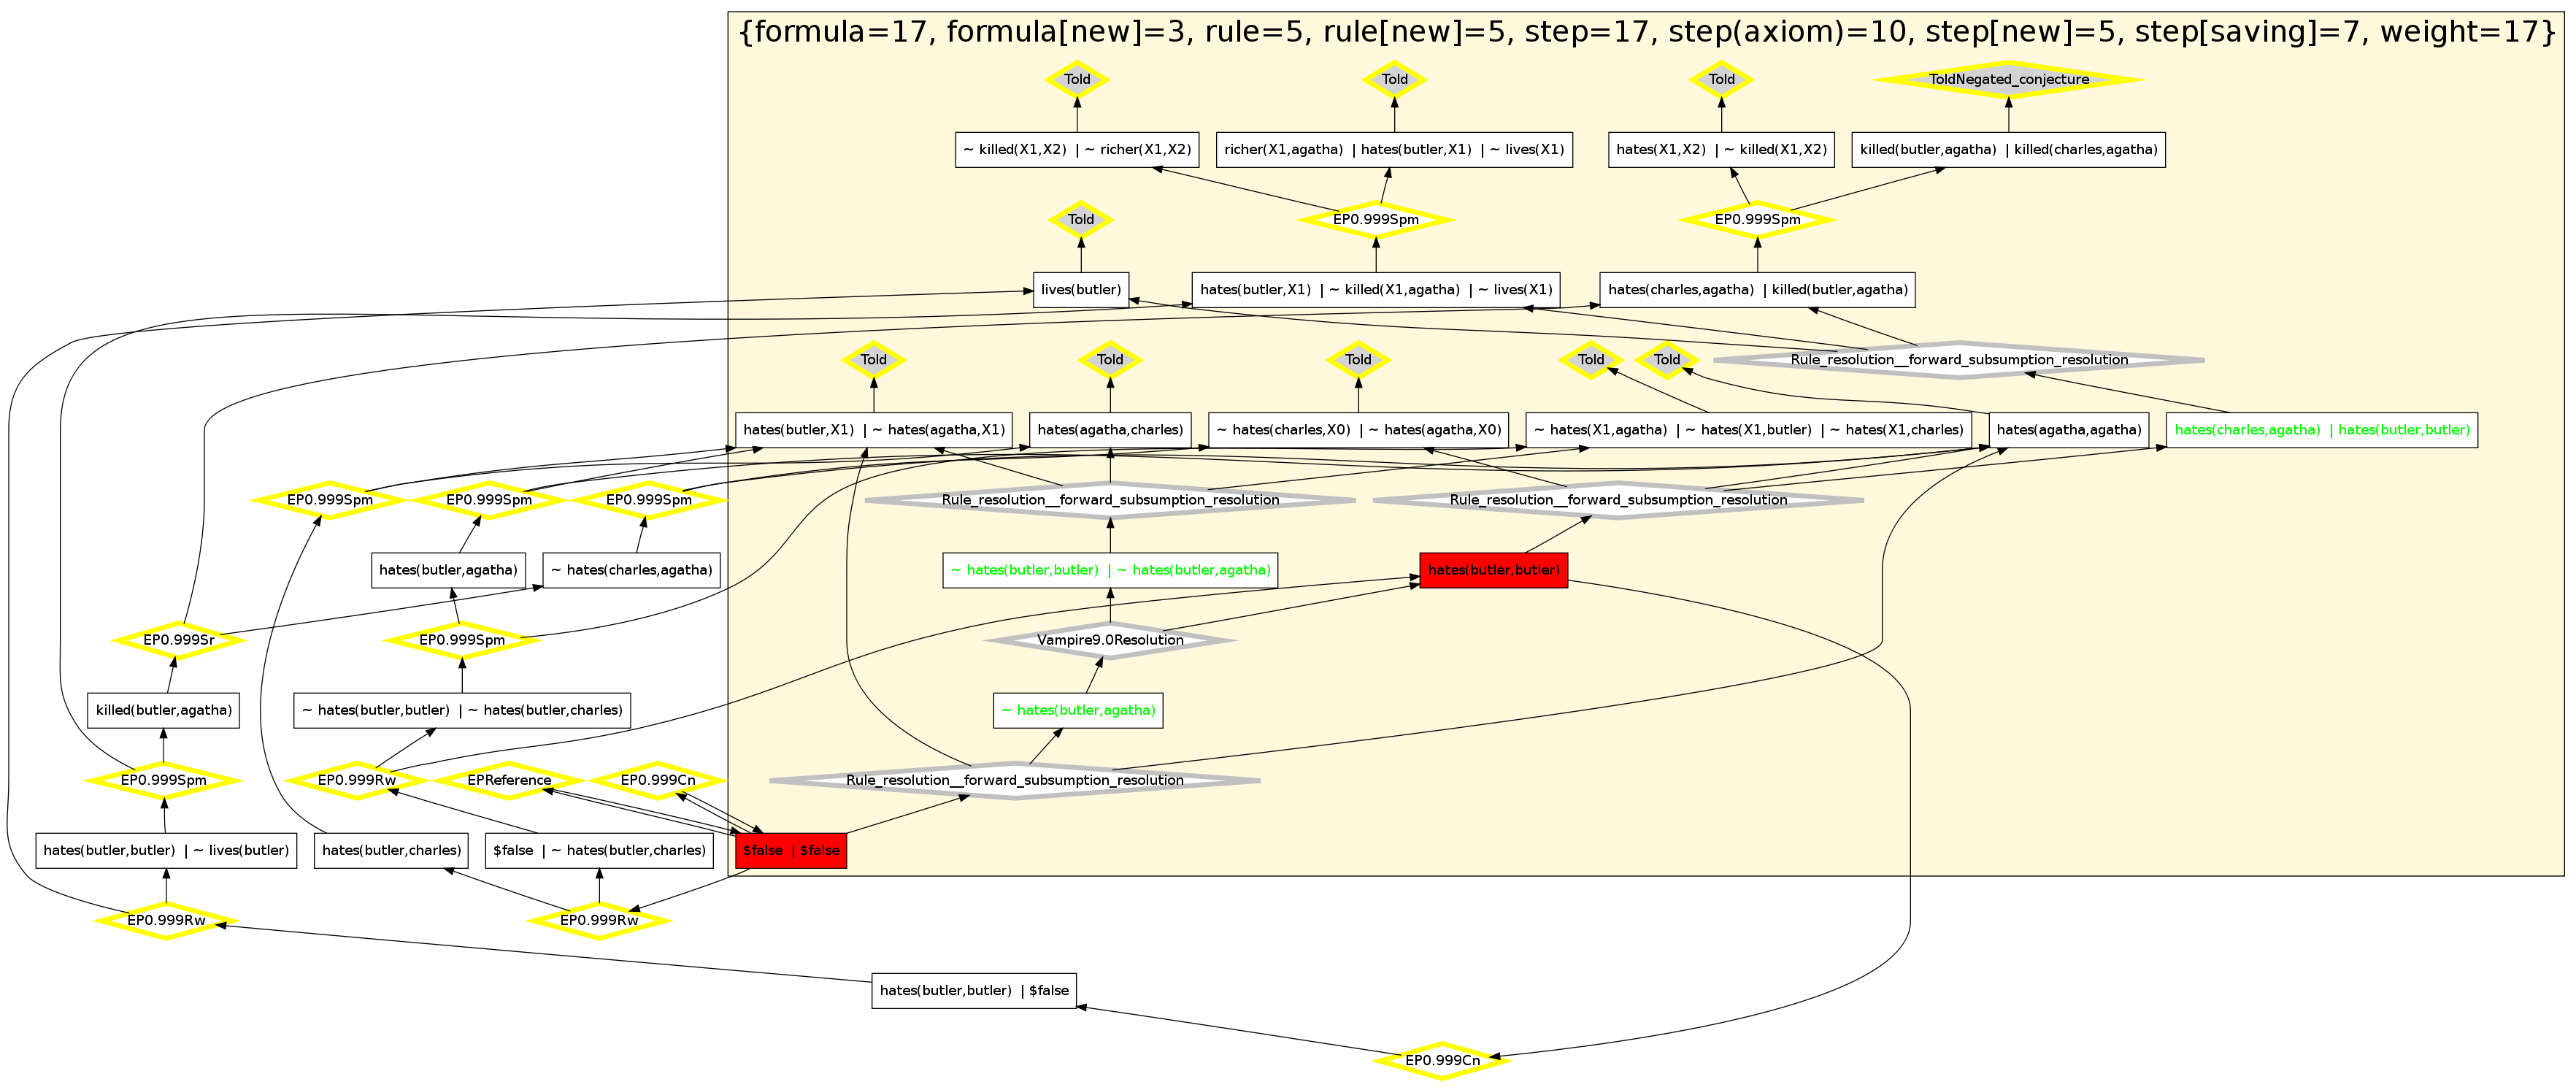 {formula=17, formula[new]=3, rule=5, rule[new]=5, step=17, step(axiom)=10, step[new]=5, step[saving]=7, weight=17}
Told
Told
Told
ToldNegated_conjecture
~ killed(X1,X2) | ~ richer(X1,X2)
richer(X1,agatha) | hates(butler,X1) | ~ lives(X1)
hates(X1,X2) | ~ killed(X1,X2)
killed(butler,agatha) | killed(charles,agatha)
Told
EP0.999Spm
EP0.999Spm
lives(butler)
hates(butler,X1) | ~ killed(X1,agatha) | ~ lives(X1)
hates(charles,agatha) | killed(butler,agatha)
Told
Told
Told
Told
Told
Rule_resolution__forward_subsumption_resolution
hates(butler,X1) | ~ hates(agatha,X1)
hates(agatha,charles)
~ hates(charles,X0) | ~ hates(agatha,X0)
~ hates(X1,agatha) | ~ hates(X1,butler) | ~ hates(X1,charles)
hates(agatha,agatha)
hates(charles,agatha) | hates(butler,butler)
EP0.999Spm
EP0.999Spm
EP0.999Spm
Rule_resolution__forward_subsumption_resolution
Rule_resolution__forward_subsumption_resolution
hates(butler,agatha)
~ hates(charles,agatha)
~ hates(butler,butler) | ~ hates(butler,agatha)
hates(butler,butler)
EP0.999Sr
EP0.999Spm
Vampire9.0Resolution
killed(butler,agatha)
~ hates(butler,butler) | ~ hates(butler,charles)
~ hates(butler,agatha)
EP0.999Spm
EP0.999Rw
EPReference
EP0.999Cn
Rule_resolution__forward_subsumption_resolution
hates(butler,butler) | ~ lives(butler)
hates(butler,charles)
$false | ~ hates(butler,charles)
$false | $false
EP0.999Rw
EP0.999Rw
hates(butler,butler) | $false
EP0.999Cn